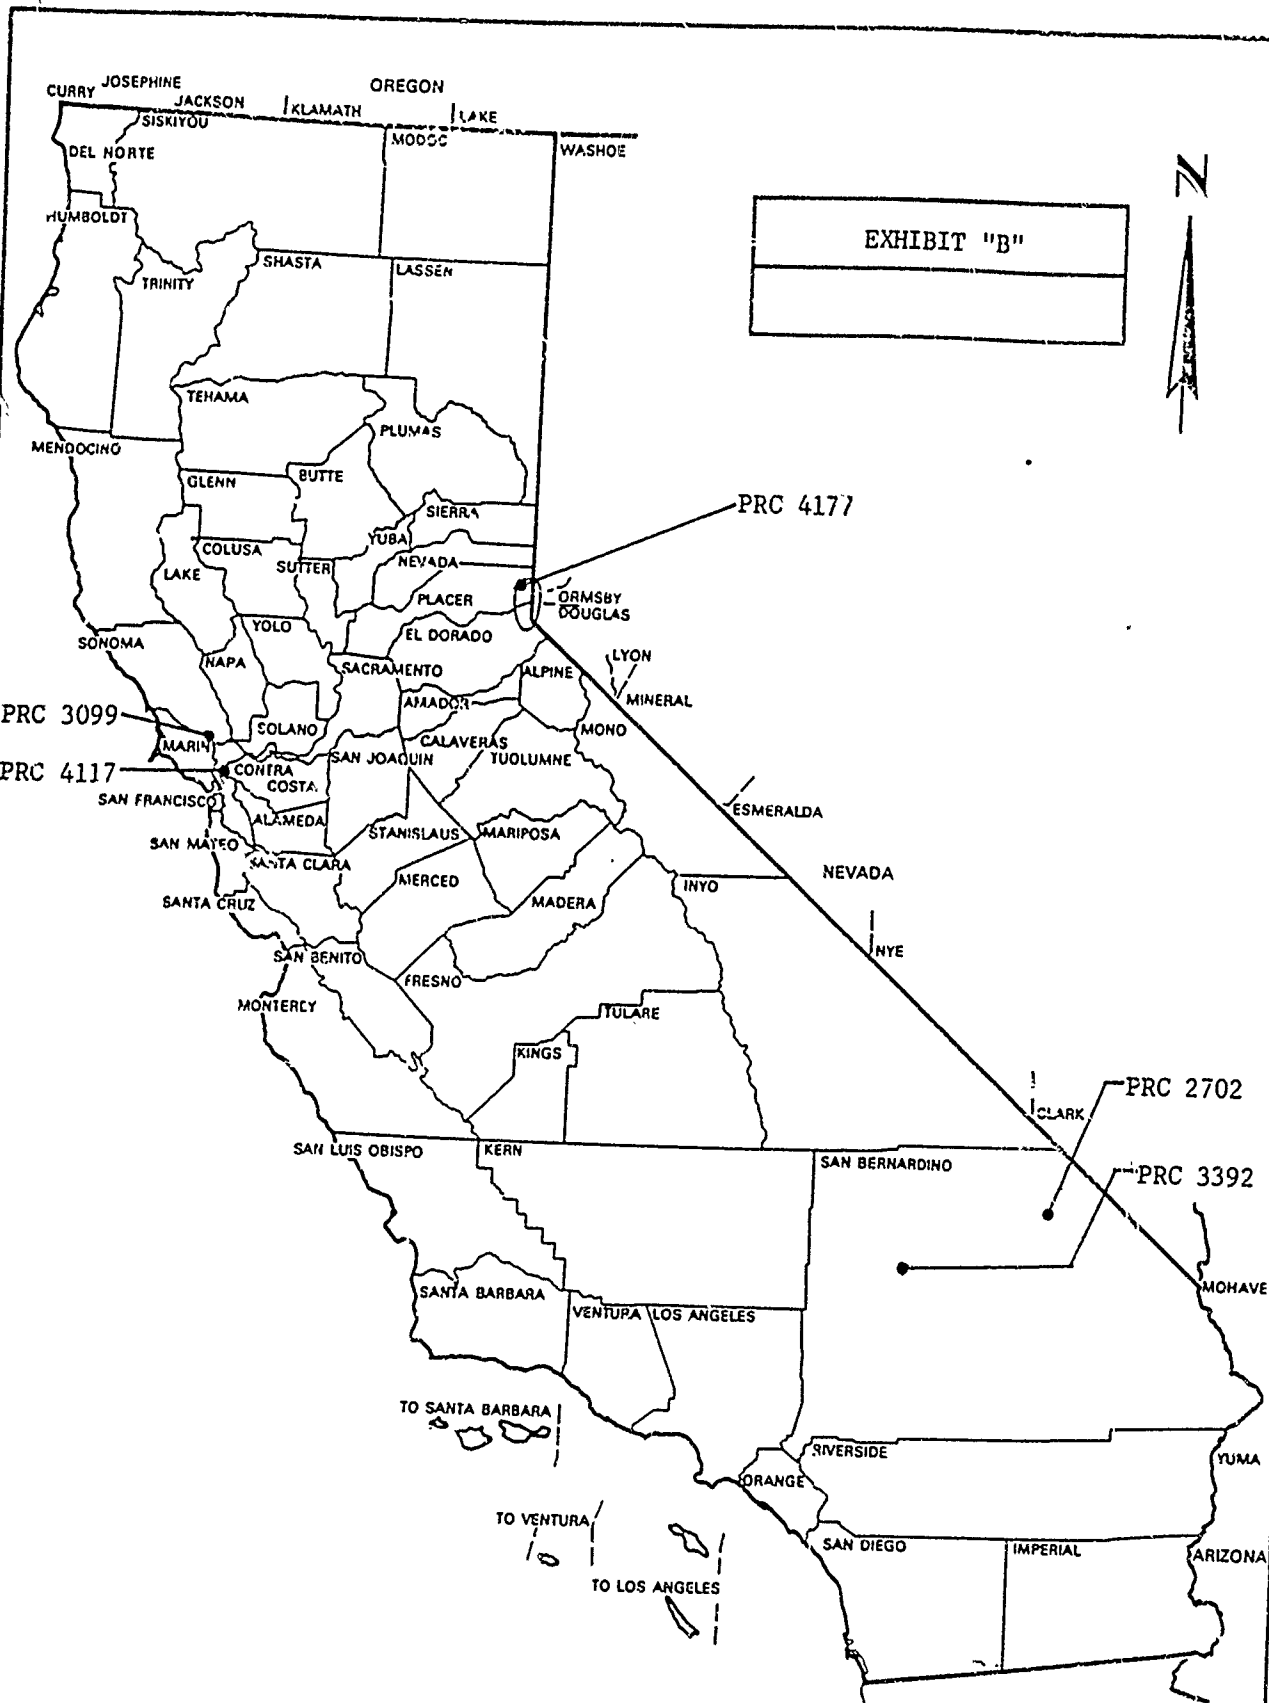 OREGON
CURRY
JOSEPHINE
JACKSON
KLAMATH
LAKE
SISKIYOU
MODOC
WASHOE
DEL NORTE
N
HUMBOLDT
EXHIBIT "B"
SHASTA
LASSEN
TRINITY
TEHAMA
PLUMAS
MENDOCINO
BUTTE
GLENN
PRC 4177
SIERRA
YUBA
COLUSA
NEVADA
SUTTER
LAKE
PLACER
ORMSBY
DOUGLAS
YOLO
EL DORADO
SONOMA
NAPA
SACRAMENTO
ALPINE
LYON
MINERAL
AMADOR
PRC 3099
SOLANO
MONO
MARIN
CALAVERAS
SAN JOAQUIN
TUOLUMNE
PRC 4117
CONTRA
COSTA
SAN FRANCISCO
ALAMEDA
ESMERALDA
STANISLAUS
MARIPOSA
SAN MATEO
SANTA CLARA
NEVADA
MERCED
INYO
SANTA CRUZ
MADERA
NYE
SAN BENITO
FRESNO
MONTEREY
TULARE
KINGS
PRC 2702
CLARK
SAN LUIS OBISPO
KERN
SAN BERNARDINO
PRC 3392
SANTA BARBARA
MOHAVE
VENTURA
LOS ANGELES
TO SANTA BARBARA
RIVERSIDE
YUMA
ORANGE
TO VENTURA
SAN DIEGO
IMPERIAL
ARIZONA
TO LOS ANGELES